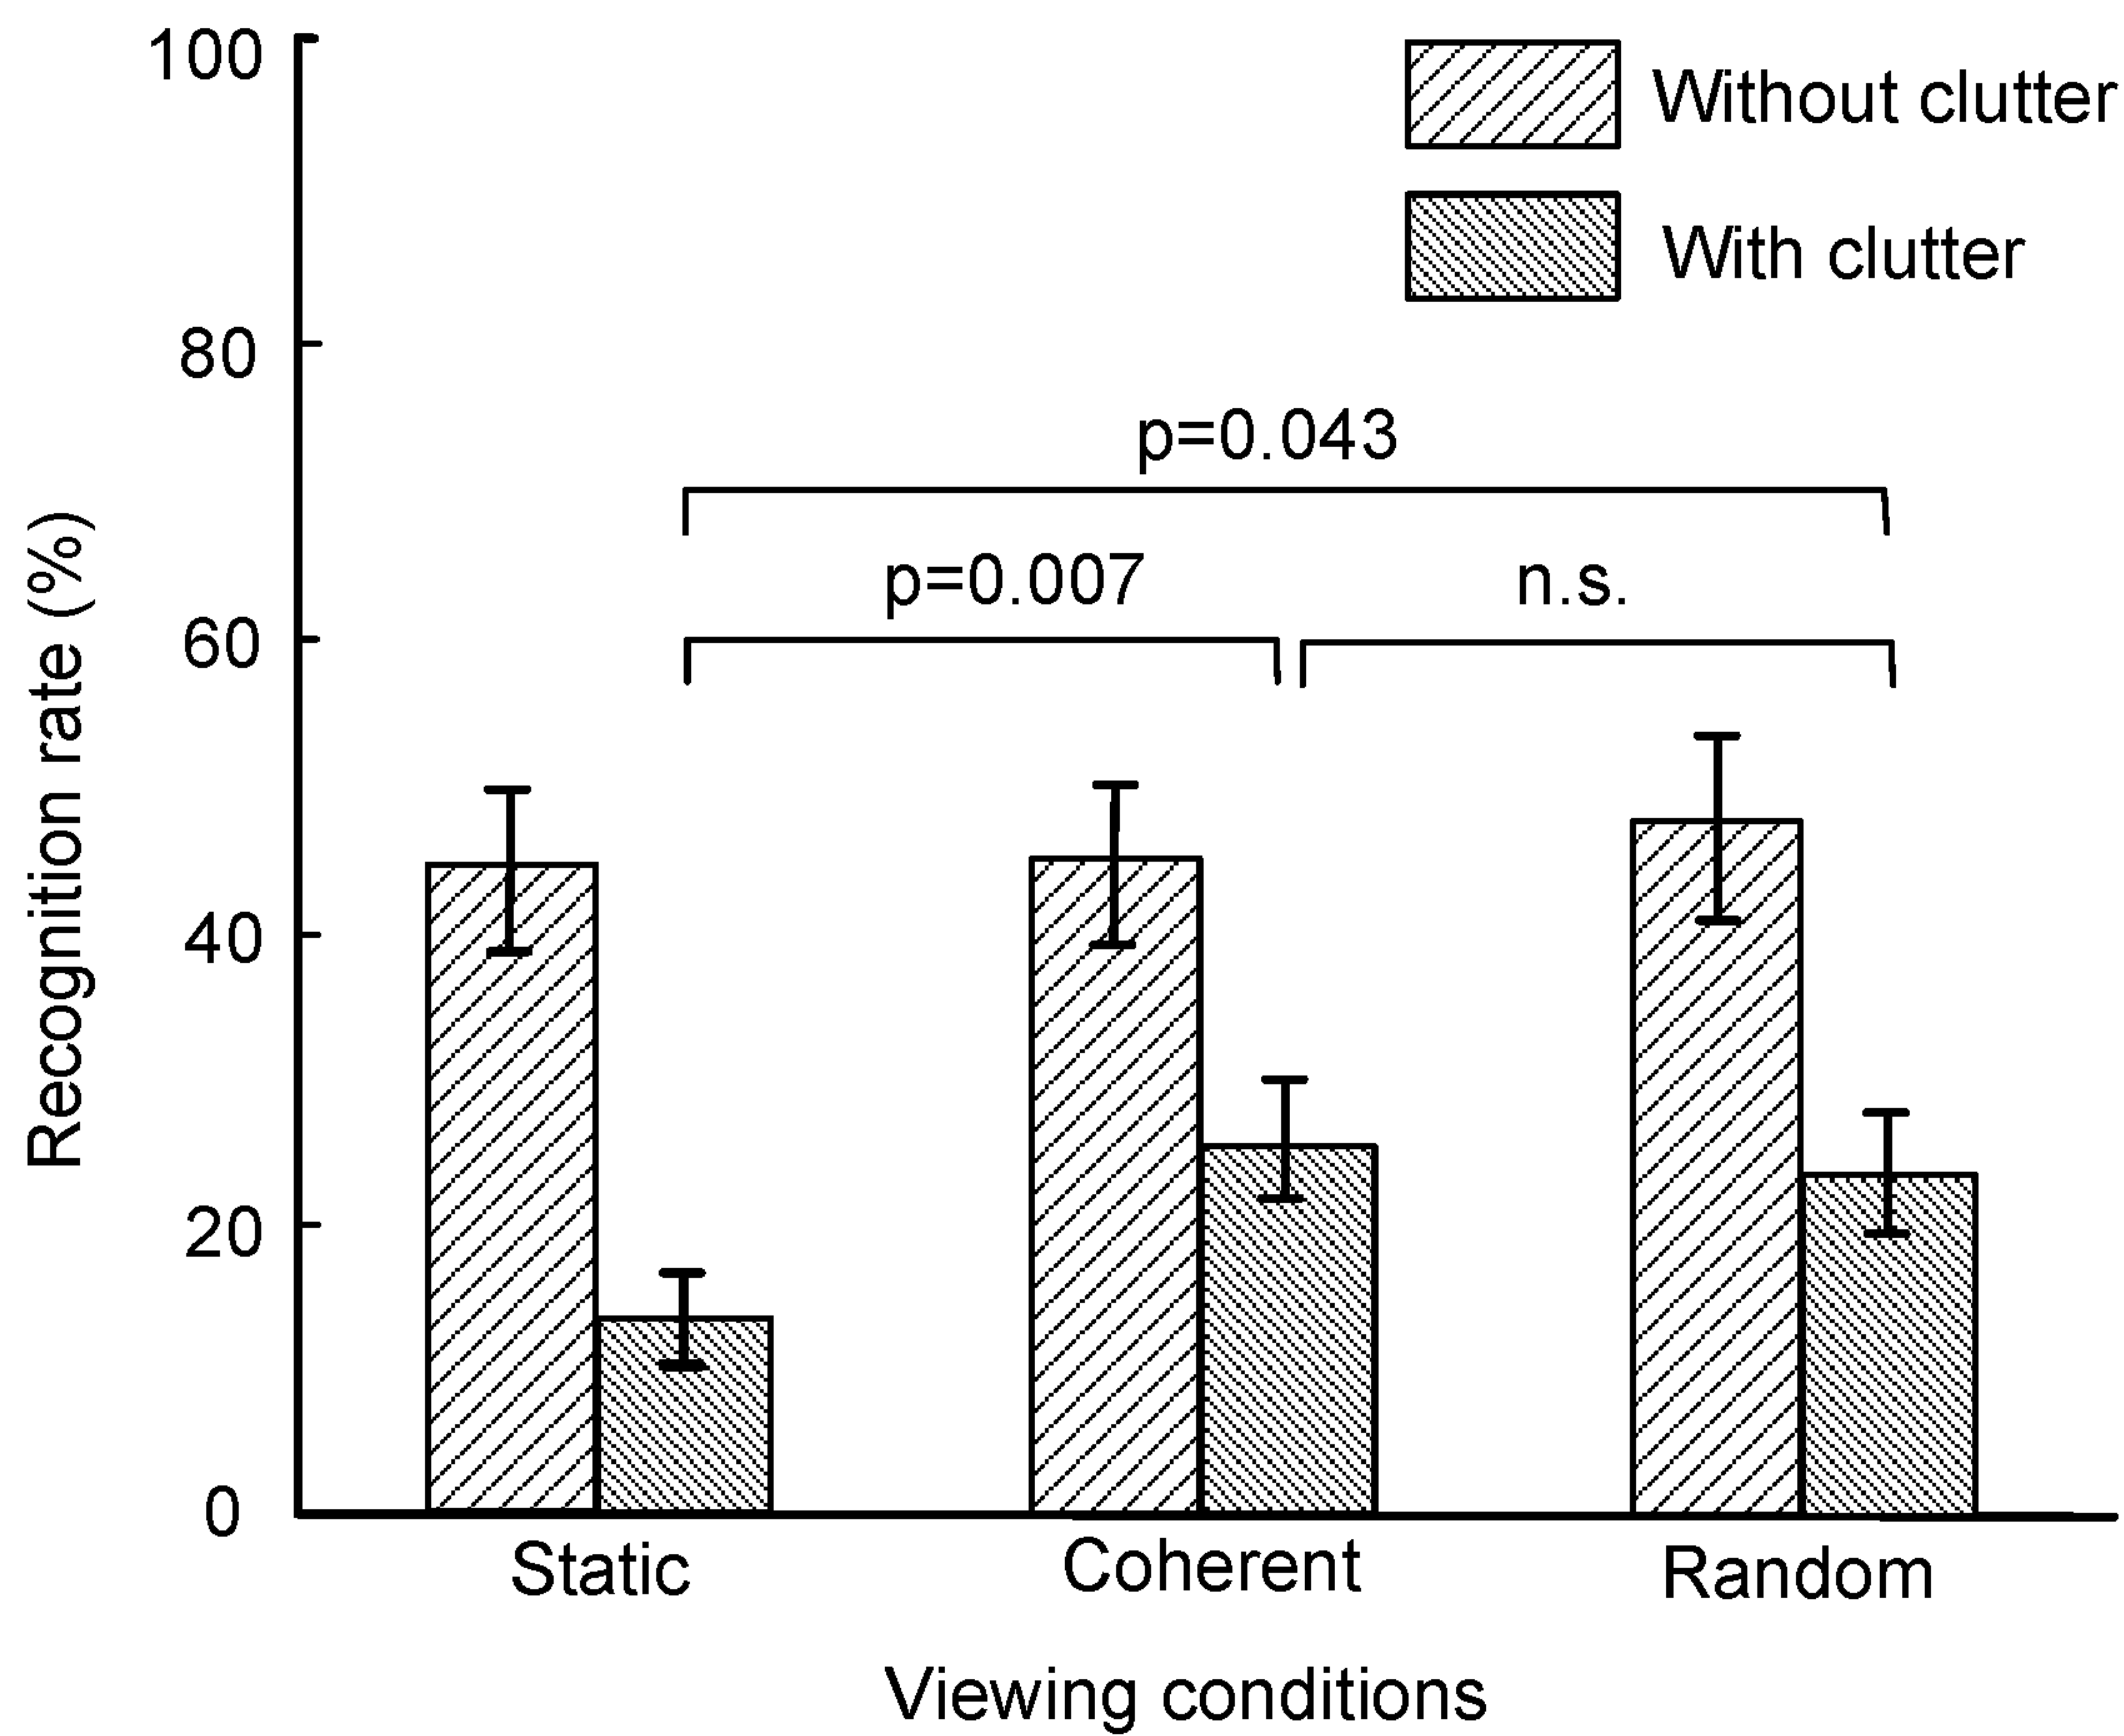 100
80
60
40
20
0
Recognition rate (%)
Without clutter
With clutter
p=0.043
p=0.007
n.s.
Static
Coherent
Random
Viewing conditions